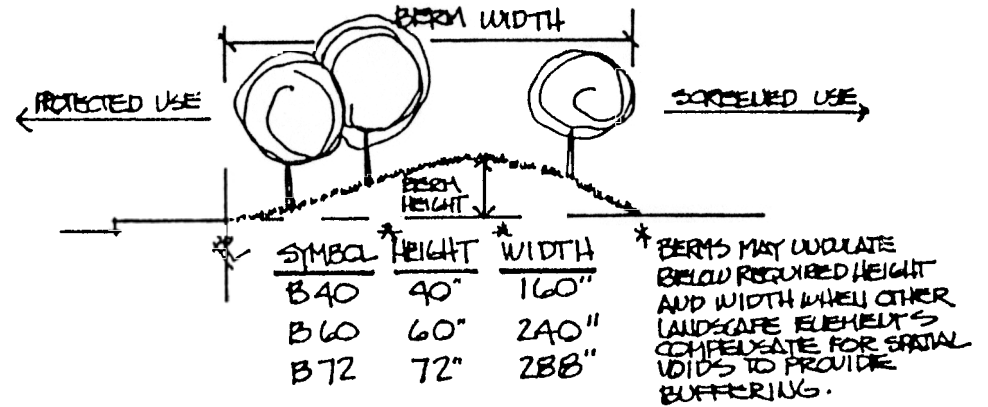 BERM WIDTH
PROTECTED USE
SCREENED USE
BERM
HEIGHT
SYMBOL *HEIGHT *WIDTH
B40 40" 160"
B60 60" 240"
B72 72" 288"
* BERMS MAY UNDULATE
BELOW REQUIRED HEIGHT
AND WIDTH WHEN OTHER
LANDSCAPE ELEMENTS
COMPENSATE FOR SPATIAL
VOIDS TO PROVIDE
BUFFERING.